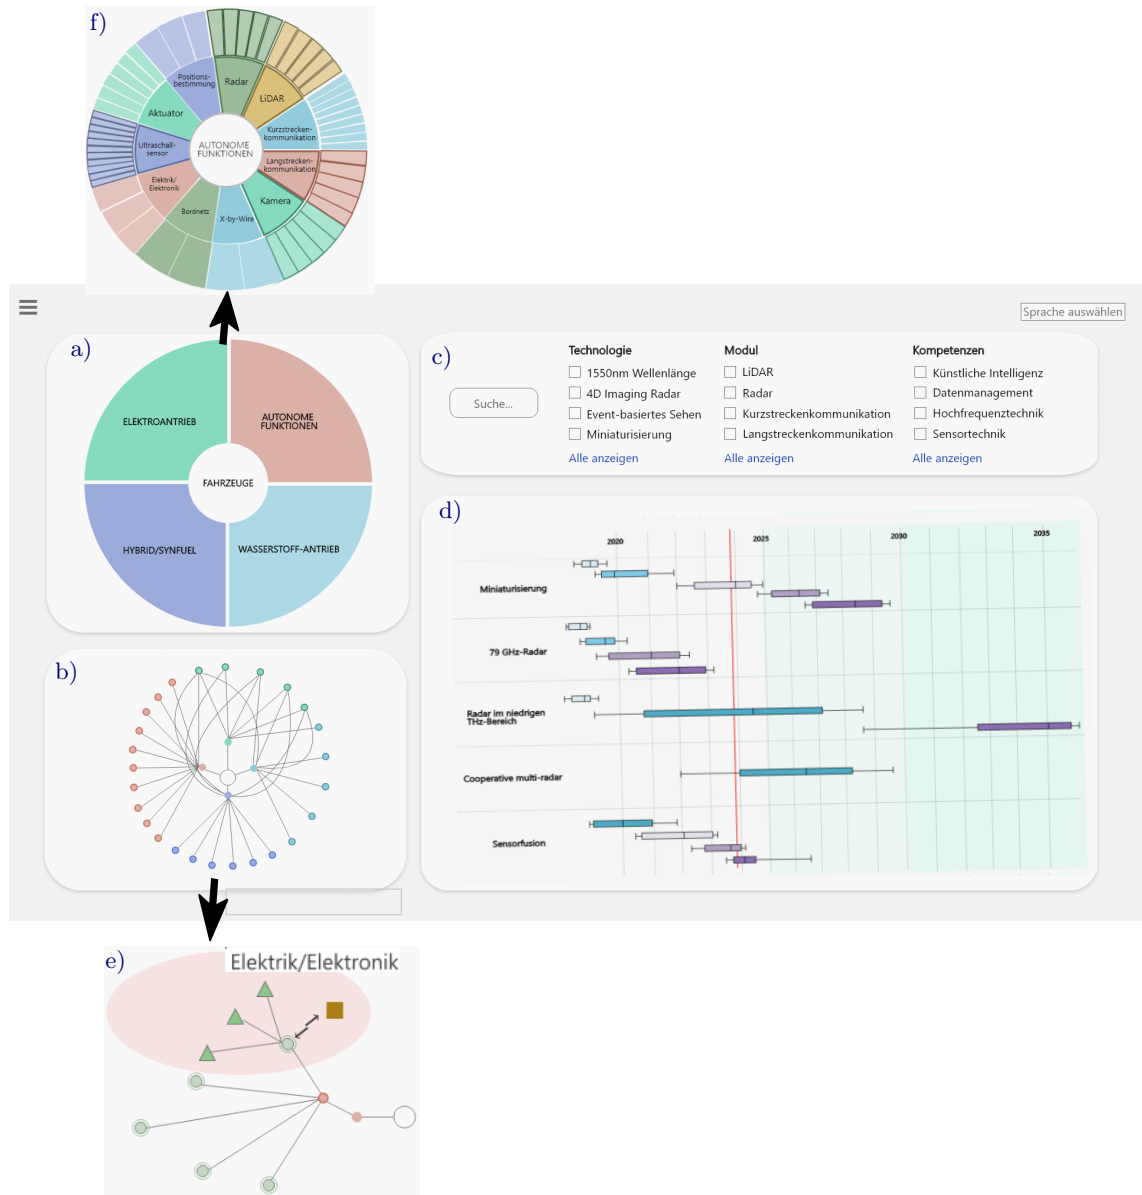 f)
Positions-
bestimmung
Radar
LiDAR
Aktuator
Kurzstrecken-
kommunikation
Ultraschall-
sensor
AUTONOME
FUNKTIONEN
Langstrecken-
kommunikation
Elektrik/
Elektronik
Kamera
Bordnetz
X-by-Wire
Sprache auswählen
a)
ELEKTROANTRIEB
AUTONOME
FUNKTIONEN
FAHRZEUGE
HYBRID/SYNFUEL
WASSERSTOFF-ANTRIEB
c)
Suche...
Technologie
1550nm Wellenlänge
4D Imaging Radar
Event-basiertes Sehen
Miniaturisierung
Alle anzeigen
Modul
LiDAR
Radar
Kurzstreckenkommunikation
Langstreckenkommunikation
Alle anzeigen
Kompetenzen
Künstliche Intelligenz
Datenmanagement
Hochfrequenztechnik
Sensortechnik
Alle anzeigen
b)
d)
2020
2025
2030
2035
Miniaturisierung
79 GHz-Radar
Radar im niedrigen
THz-Bereich
Cooperative multi-radar
Sensorfusion
e)
Elektrik/Elektronik